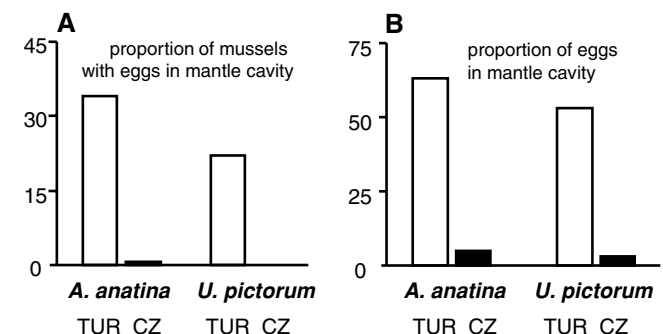 A
proportion of mussels
with eggs in mantle cavity
45
30
15
0
A. anatina U. pictorum
TUR CZ TUR CZ
B
proportion of eggs
in mantle cavity
75
50
25
0
A. anatina U. pictorum
TUR CZ TUR CZ